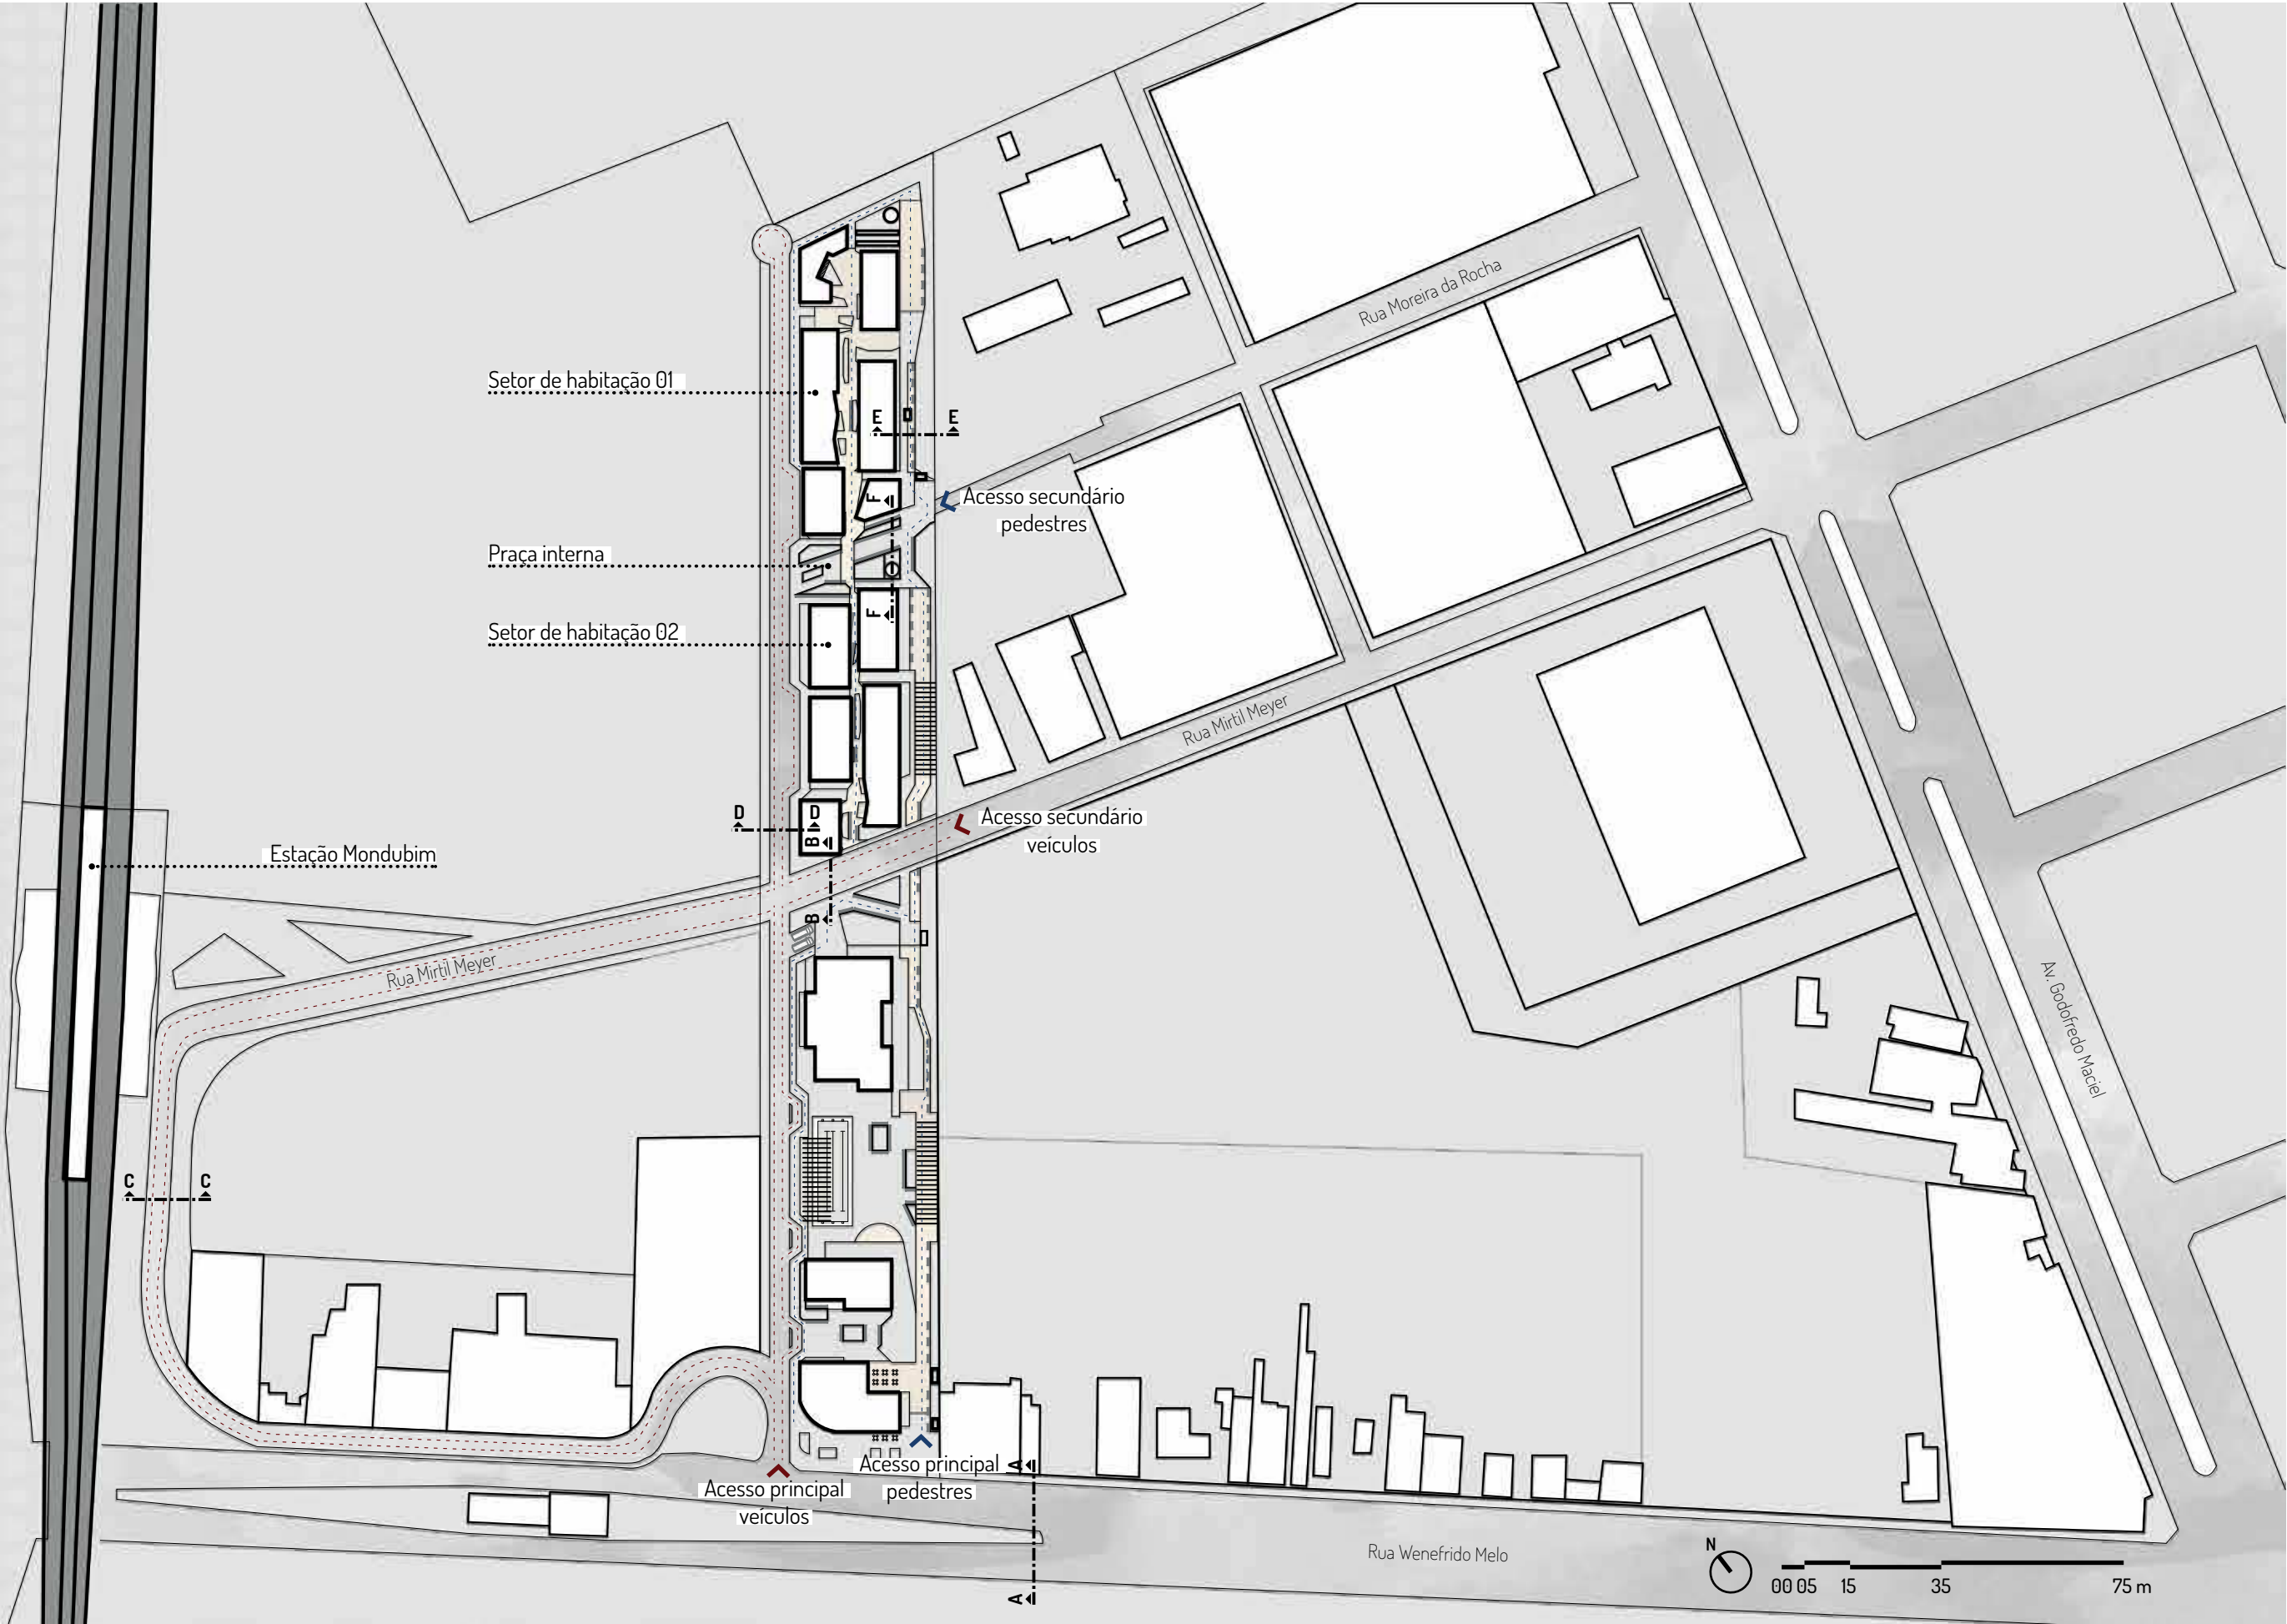 Rua Moreira da Rocha
Setor de habitação 01
E E
F
Acesso secundário
pedestres
Praça interna
F
Setor de habitação 02
Rua Mirtil Meyer
D D
B
Acesso secundário
veículos
Estação Mondubim
B
Rua Mirtil Meyer
Av. Godofredo Maciel
C C
A
Acesso principal
pedestres
Acesso principal
veículos
Rua Wenefrido Melo
N
00 05 15 35 75 m
A